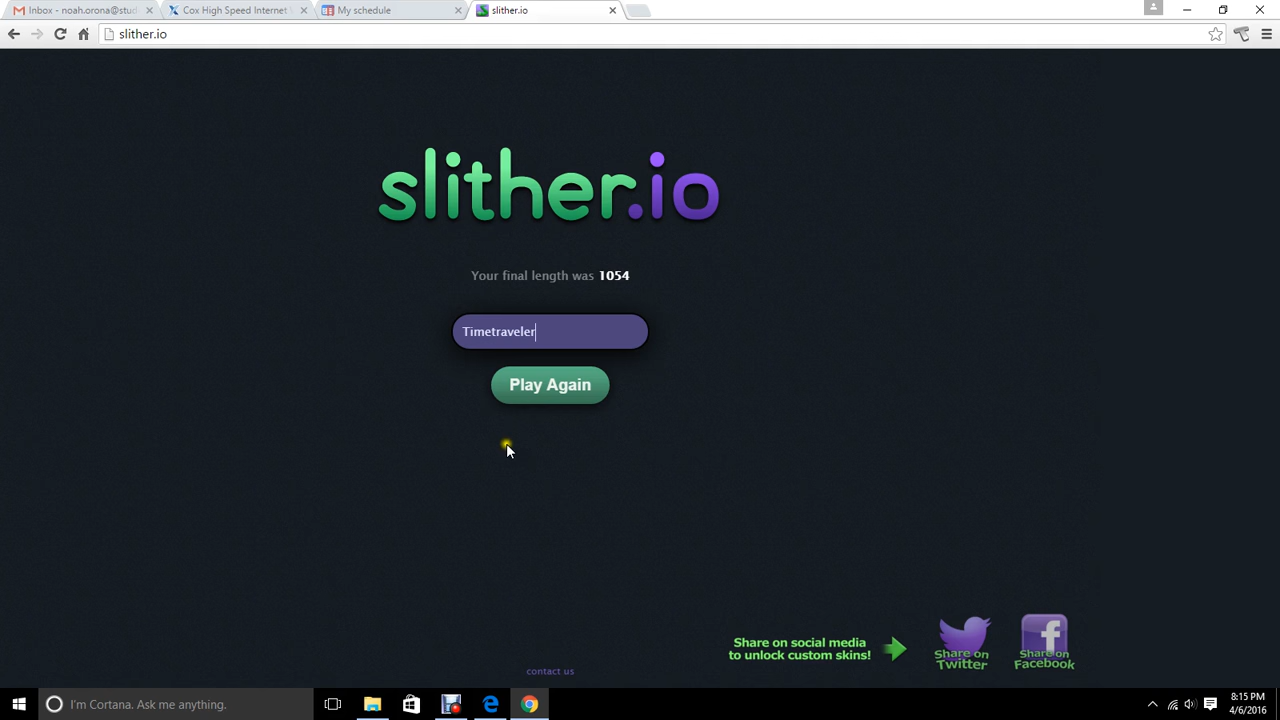 Inbox - noah.orona@stud
Cox High Speed Internet
My schedule
slither.io
slither.io
slither.io
Your final length was 1054
Timetraveler
Play Again
Share on social media
to unlock custom skins!
Share on
Twitter
Share on
Facebook
contact us
I'm Cortana. Ask me anything.
8:15 PM
4/6/2016